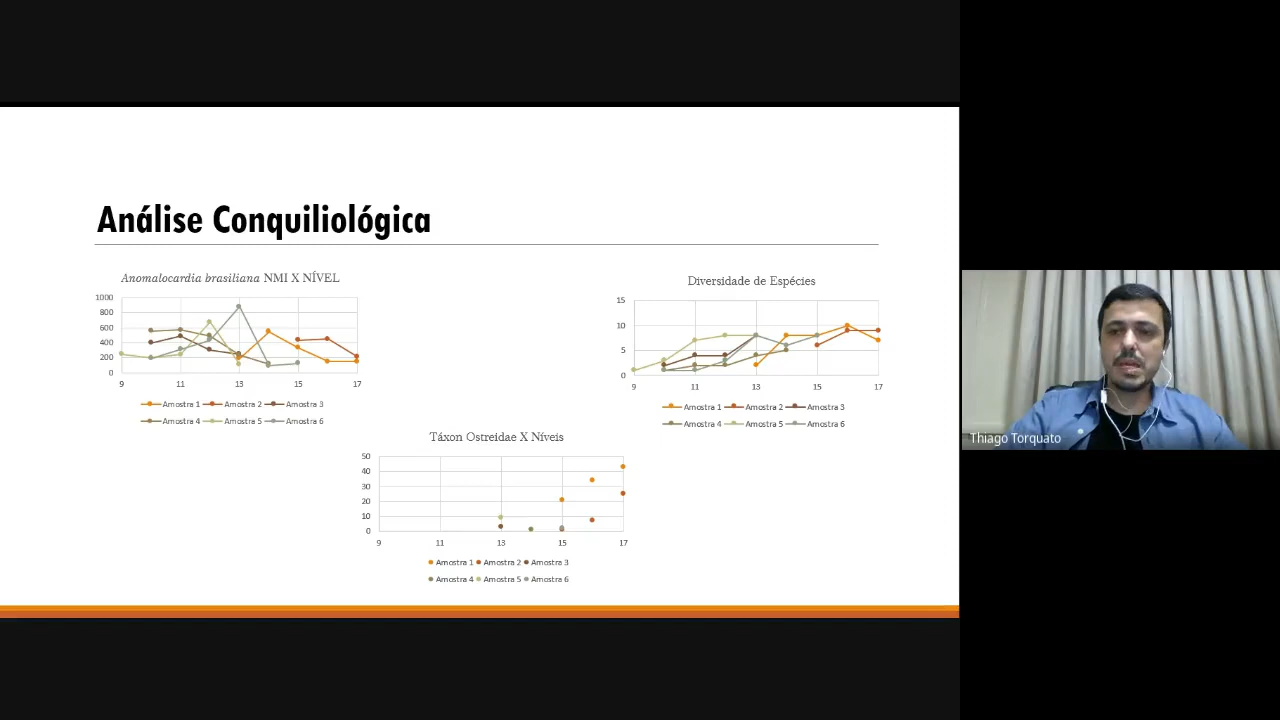 Análise Conquiliológica
Anomalocardia brasiliana NMI X NÍVEL
1000
800
600
400
200
0
9 11 13 15 17
Amostra 1 Amostra 2 Amostra 3
Amostra 4 Amostra 5 Amostra 6
Diversidade de Espécies
15
10
5
0
9 11 13 15 17
Amostra 1 Amostra 2 Amostra 3
Amostra 4 Amostra 5 Amostra 6
Táxon Ostreidae X Níveis
50
40
30
20
10
0
9 11 13 15 17
Amostra 1 Amostra 2 Amostra 3
Amostra 4 Amostra 5 Amostra 6
Thiago Torquato